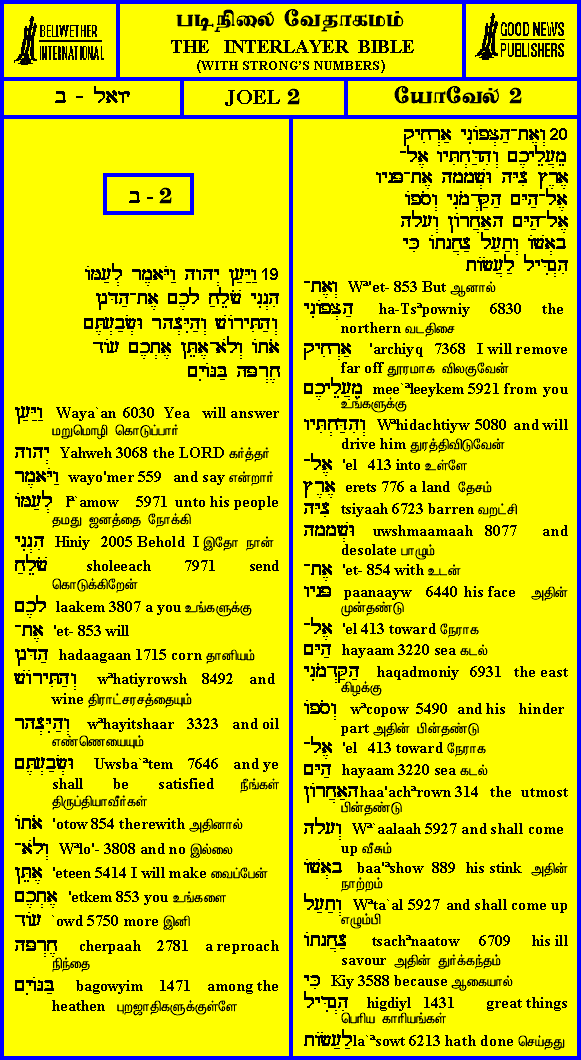 BELLWETHER
INTERNATIONAL
படிநிலை வேதாகமம்
THE INTERLAYER BIBLE
(WITH STRONG'S NUMBERS)
GOOD NEWS
PUBLISHERS
יואל - ב
JOEL 2
யோவேல் 2
ב - 2
19 וַיַּעַן יהוה וַיֹּאמֶר לְעַמּוֹ
הִנְנִי שֹׁלֵחַ לָכֶם אֶת־הַדָּגָן
וְהַתִּירוֹשׁ וְהַיִּצְהָר וּשְׂבַעְתֶּם
אֹתוֹ וְלֹא־אֶתֵּן אֶתְכֶם עוֹד
חֶרְפָּה בַּגּוֹיִם
וַיַּעַן Waya`an 6030 Yea will answer
மறுமொழி கொடுப்பார்
יְהוָה Yahweh 3068 the LORD கர்த்தர்
וַיֹּאמֶר wayo'mer 559 and say என்றார்
לְעַמּוֹ l°`amow 5971 unto his people
தமது ஜனத்தை நோக்கி
הִנְנִי Hiniy 2005 Behold I இதோ நான்
שֹׁלֵחַ sholeech 7971 send
கொடுக்கிறேன்
לָכֶם laakem 3807 a you உங்களுக்கு
אֶת־ 'et- 853 will
הַדָּגָן hadaagaan 1715 corn தானியம்
וְהַתִּירוֹשׁ wªhatiyrowsh 8492 and
wine திராட்சரசத்தையும்
וְהַיִּצְהָר wªhayitshaar 3323 and oil
எண்ணெயையும்
וּשְׂבַעְתֶּם Uwsba`ªtem 7646 and ye
shall be satisfied நீங்கள்
திருப்தியாவீர்கள்
אֹתוֹ 'otow 854 therewith அதினால்
וְלֹא־ Wªlo'- 3808 and no இல்லை
אֶתֵּן 'eteen 5414 I will make வைப்பேன்
אֶתְכֶם 'etkem 853 you உங்களை
עוֹד `owd 5750 more இனி
חֶרְפָּה cherpaah 2781 a reproach
நிந்தை
בַּגּוֹיִם bagowyim 1471 among the
heathen புறஜாதிகளுக்குள்ளே
20 וְאֶת־הַצְּפוֹנִי אַרְחִיק
מֵעֲלֵיכֶם וְהִדַּחְתִּיו אֶל־
אֶרֶץ צִיָּה וּשְׁמָמָה אֶת־פָּנָיו
אֶל־הַיָּם הַקַּדְמֹנִי וְסֹפוֹ
אֶל־הַיָּם הָאַחֲרוֹן וְעָלָה
בָאְשׁוֹ וְתַעַל צַחֲנָתוֹ כִּי
הִגְדִּיל לַעֲשׂוֹת
וְאֶת־ Wª'et- 853 But ஆனால்
הַצְּפוֹנִי ha-Tsªpowniy 6830 the
northern வடதிசை
אַרְחִיק 'archiyq 7368 I will remove
far off தூரமாக விலகுவேன்
מֵעֲלֵיכֶם mee`ªleeykem 5921 from you
உங்களுக்கு
וְהִדַּחְתִּיו Wªhidachtiyw 5080 and will
drive him துரத்திவிடுவேன்
אֶל־ 'el 413 into உள்ளே
אֶרֶץ erets 776 a land தேசம்
צִיָּה tsiyaah 6723 barren வறட்சி
וּשְׁמָמָה uwshmaamaah 8077 and
desolate பாழும்
אֶת־ 'et- 854 with உடன்
פָּנָיו paanaayw 6440 his face அதின்
முன்தண்டு
אֶל־ 'el 413 toward நேராக
הַיָּם hayaam 3220 sea கடல்
הַקַּדְמֹנִי haqadmoniy 6931 the east
கிழக்கு
וְסֹפוֹ wªcopow 5490 and his hinder
part அதின் பின்தண்டு
אֶל־ 'el 413 toward நேராக
הַיָּם hayaam 3220 sea கடல்
הָאַחֲרוֹן haa'achªrown 314 the utmost
பின்தண்டு
וְעָלָה Wª`aalaah 5927 and shall come
up வீசும்
בָאְשׁוֹ baa'ªshow 889 his stink அதின்
நாற்றம்
וְתַעַל Wªta`al 5927 and shall come up
எழும்பி
צַחֲנָתוֹ tsachªnaatow 6709 his ill
savour அதின் துர்க்கந்தம்
כִּי Kiy 3588 because ஆகையால்
הִגְדִּיל higdiyl 1431 great things
பெரிய காரியங்கள்
לַעֲשׂוֹת la`ªsowt 6213 hath done செய்தது